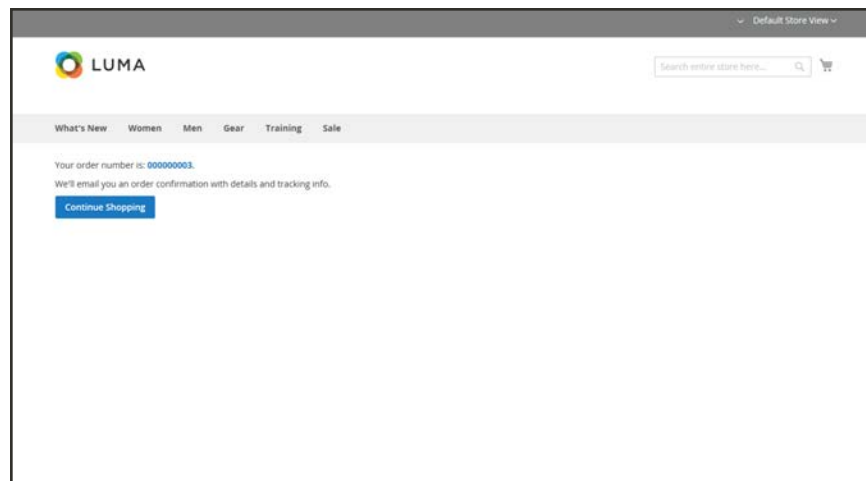 Default Store View
LUMA
Search entire store here...
What's New Women Men Gear Training Sale
Your order number is: 000000003.
We'll email you an order confirmation with details and tracking info.
Continue Shopping